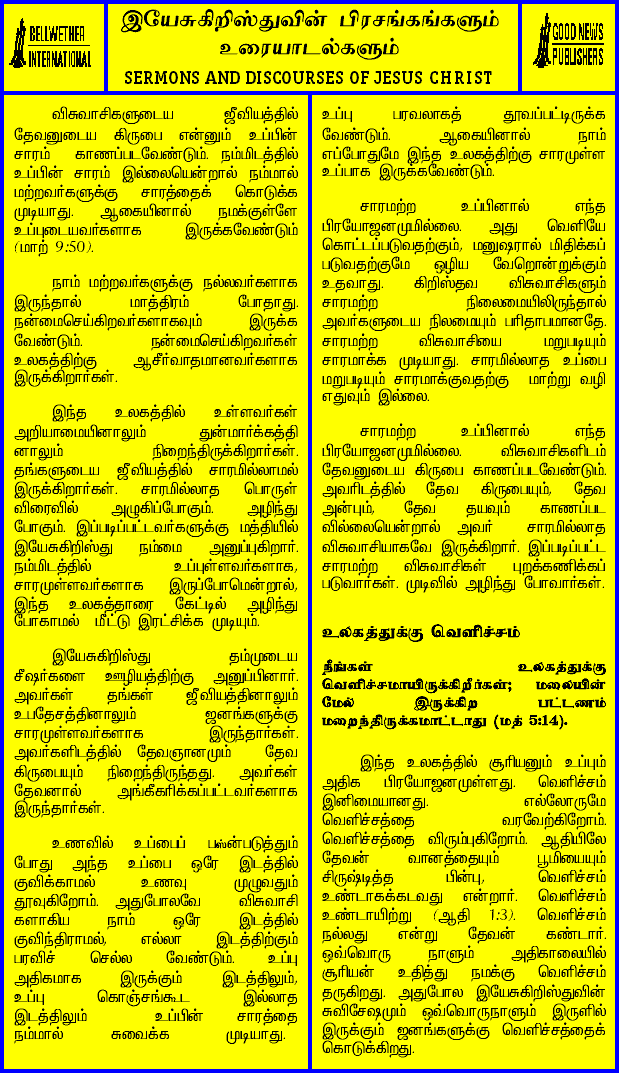 BELLWETHER
INTERNATIONAL
இயேசுகிறிஸ்துவின் பிரசங்கங்களும்
உரையாடல்களும்
SERMONS AND DISCOURSES OF JESUS CHRIST
GOOD NEWS
PUBLISHERS
விசுவாசிகளுடைய ஜீவியத்தில்
தேவனுடைய கிருபை என்னும் உப்பின்
சாரம் காணப்படவேண்டும். நம்மிடத்தில்
உப்பின் சாரம் இல்லையென்றால் நம்மால்
மற்றவர்களுக்கு சாரத்தைக் கொடுக்க
முடியாது. ஆகையினால் நமக்குள்ளே
உப்புடையவர்களாக இருக்கவேண்டும்
(மாற் 9:50).
நாம் மற்றவர்களுக்கு நல்லவர்களாக
இருந்தால் மாத்திரம் போதாது.
நன்மைசெய்கிறவர்களாகவும் இருக்க
வேண்டும். நன்மைசெய்கிறவர்கள்
உலகத்திற்கு ஆசீர்வாதமானவர்களாக
இருக்கிறார்கள்.
இந்த உலகத்தில் உள்ளவர்கள்
அறியாமையினாலும் துன்மார்க்கத்தி
னாலும் நிறைந்திருக்கிறார்கள்.
தங்களுடைய ஜீவியத்தில் சாரமில்லாமல்
இருக்கிறார்கள். சாரமில்லாத பொருள்
விரைவில் அழுகிப்போகும். அழிந்து
போகும். இப்படிப்பட்டவர்களுக்கு மத்தியில்
இயேசுகிறிஸ்து நம்மை அனுப்புகிறார்.
நம்மிடத்தில் உப்புள்ளவர்களாக,
சாரமுள்ளவர்களாக இருப்போமென்றால்,
இந்த உலகத்தாரை கேட்டில் அழிந்து
போகாமல் மீட்டு இரட்சிக்க முடியும்.
இயேசுகிறிஸ்து தம்முடைய
சீஷர்களை ஊழியத்திற்கு அனுப்பினார்.
அவர்கள் தங்கள் ஜீவியத்தினாலும்
உபதேசத்தினாலும் ஜனங்களுக்கு
சாரமுள்ளவர்களாக இருந்தார்கள்.
அவர்களிடத்தில் தேவஞானமும் தேவ
கிருபையும் நிறைந்திருந்தது. அவர்கள்
தேவனால் அங்கீகரிக்கப்பட்டவர்களாக
இருந்தார்கள்.
உணவில் உப்பைப் பஸ்ன்படுத்தும்
போது அந்த உப்பை ஒரே இடத்தில்
குவிக்காமல் உணவு முழுவதும்
தூவுகிறோம். அதுபோலவே விசுவாசி
களாகிய நாம் ஒரே இடத்தில்
குவிந்திராமல், எல்லா இடத்திற்கும்
பரவிச் செல்ல வேண்டும். உப்பு
அதிகமாக இருக்கும் இடத்திலும்,
உப்பு கொஞ்சங்கூட இல்லாத
இடத்திலும் உப்பின் சாரத்தை
நம்மால் சுவைக்க முடியாது.
உப்பு பரவலாகத் தூவப்பட்டிருக்க
வேண்டும். ஆகையினால் நாம்
எப்போதுமே இந்த உலகத்திற்கு சாரமுள்ள
உப்பாக இருக்கவேண்டும்.
சாரமற்ற உப்பினால் எந்த
பிரயோஜனமுமில்லை. அது வெளியே
கொட்டப்படுவதற்கும், மனுஷரால் மிதிக்கப்
படுவதற்குமே ஒழிய வேறொன்றுக்கும்
உதவாது. கிறிஸ்தவ விசுவாசிகள்
சாரமற்ற நிலைமையிலிருந்தால்
அவர்களுடைய நிலமையும் பரிதாபமானதே.
சாரமற்ற விசுவாசியை மறுபடியும்
சாரமாக்க முடியாது. சாரமில்லாத உப்பை
மறுபடியும் சாரமாக்குவதற்கு மாற்று வழி
எதுவும் இல்லை.
சாரமற்ற உப்பினால் எந்த
பிரயோஜனமுமில்லை. விசுவாசிகளிடம்
தேவனுடைய கிருபை காணப்படவேண்டும்.
அவரிடத்தில் தேவ கிருபையும், தேவ
அன்பும், தேவ தயவும் காணப்பட
வில்லையென்றால் அவர் சாரமில்லாத
விசுவாசியாகவே இருக்கிறார். இப்படிப்பட்ட
சாரமற்ற விசுவாசிகள் புறக்கணிக்கப்
படுவார்கள். முடிவில் அழிந்து போவார்கள்.
உலகத்துக்கு வெளிச்சம்
நீங்கள் உலகத்துக்கு
வெளிச்சமாயிருக்கிறீர்கள்; மலையின்
மேல் இருக்கிற பட்டணம்
மறைந்திருக்கமாட்டாது (மத் 5:14).
இந்த உலகத்தில் சூரியனும் உப்பும்
அதிக பிரயோஜனமுள்ளது. வெளிச்சம்
இனிமையானது. எல்லோருமே
வெளிச்சத்தை வரவேற்கிறோம்.
வெளிச்சத்தை விரும்புகிறோம். ஆதியிலே
தேவன் வானத்தையும் பூமியையும்
சிருஷ்டித்த பின்பு, வெளிச்சம்
உண்டாகக்கடவது என்றார். வெளிச்சம்
உண்டாயிற்று (ஆதி 1:3). வெளிச்சம்
நல்லது என்று தேவன் கண்டார்.
ஒவ்வொரு நாளும் அதிகாலையில்
சூரியன் உதித்து நமக்கு வெளிச்சம்
தருகிறது. அதுபோல இயேசுகிறிஸ்துவின்
சுவிசேஷமும் ஒவ்வொருநாளும் இருளில்
இருக்கும் ஜனங்களுக்கு வெளிச்சத்தைக்
கொடுக்கிறது.